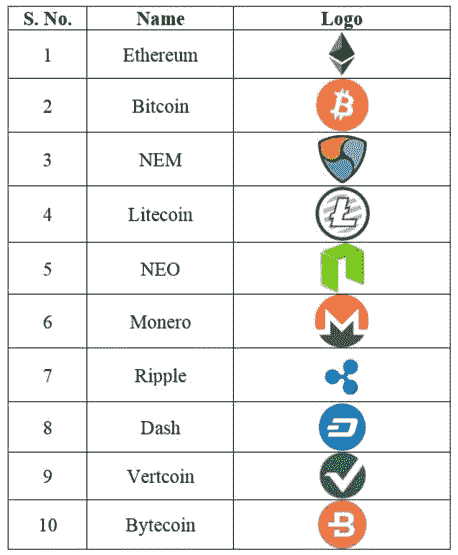 S. No. Name Logo
1 Ethereum
2 Bitcoin
3 NEM
4 Litecoin
5 NEO
6 Monero
7 Ripple
8 Dash
9 Vertcoin
10 Bytecoin